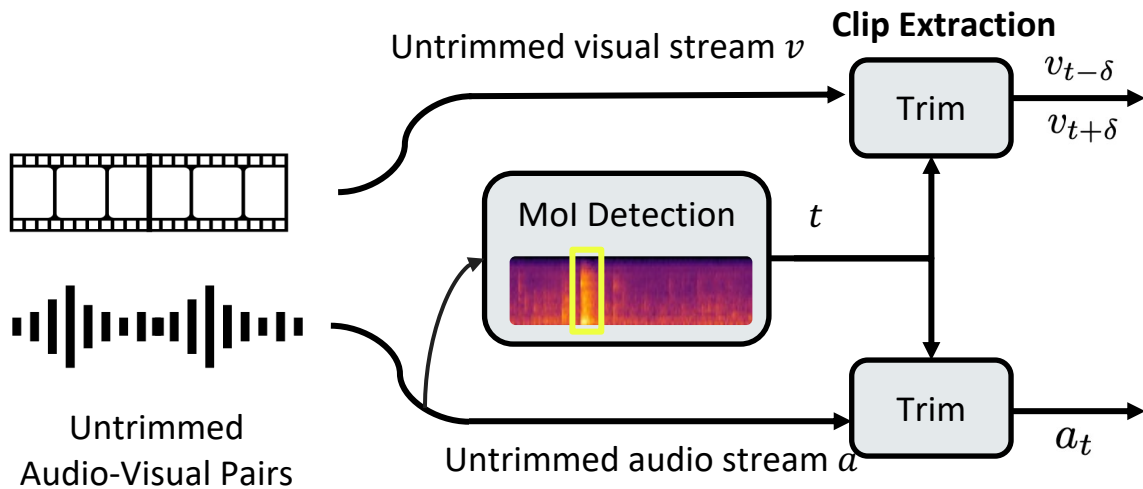 Clip Extraction
Untrimmed visual stream v
Trim
v_{t−δ}
v_{t+δ}
MoI Detection
t
Trim
a_t
Untrimmed audio stream a
Untrimmed
Audio-Visual Pairs